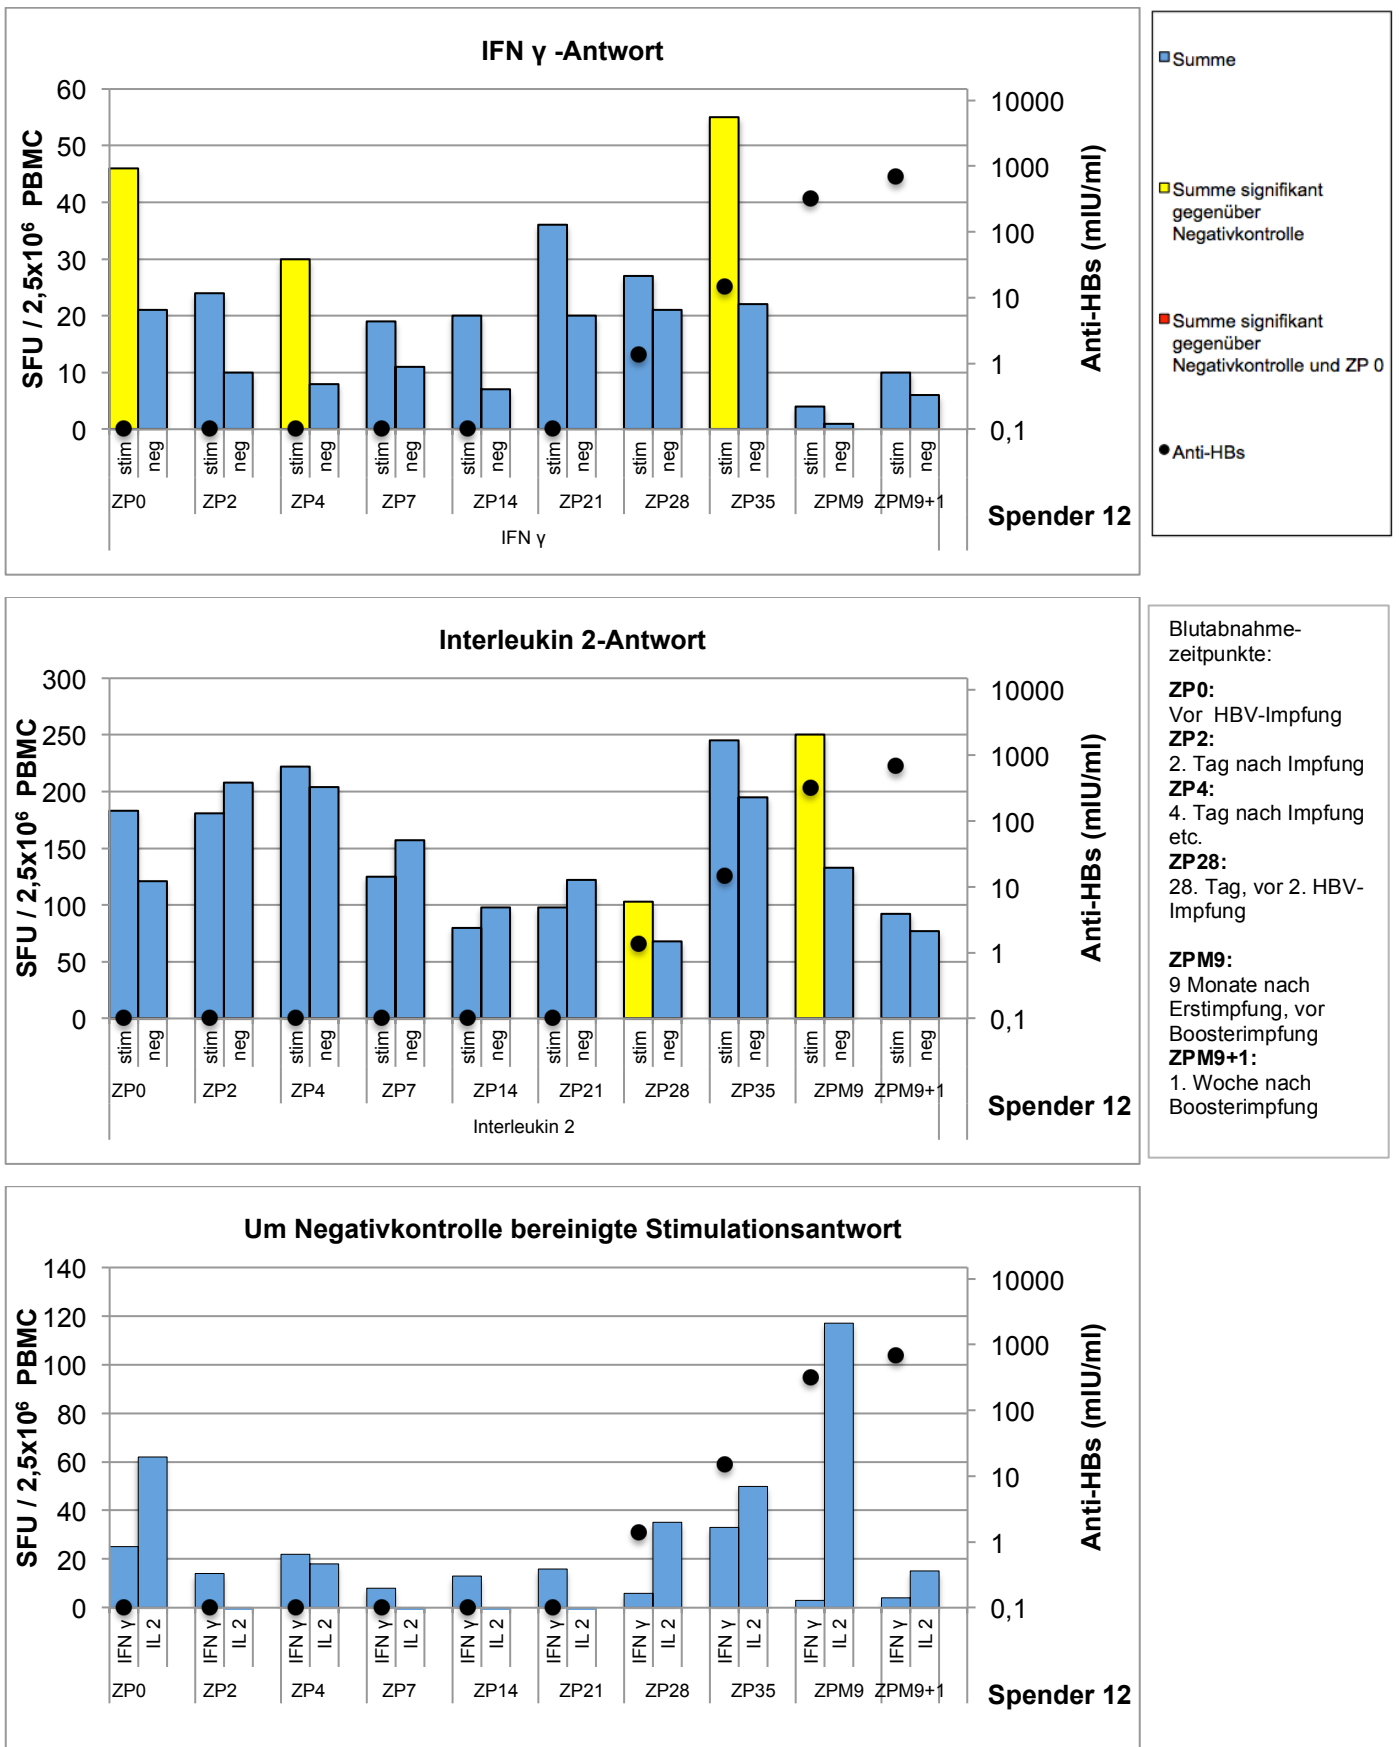 IFN γ -Antwort
SFU / 2,5x10⁶ PBMC
60
50
40
30
20
10
0
10000
1000
100
10
1
0,1
Anti-HBs (mIU/ml)
stim neg stim neg stim neg stim neg stim neg stim neg stim neg stim neg stim neg stim neg
ZP0 ZP2 ZP4 ZP7 ZP14 ZP21 ZP28 ZP35 ZPM9 ZPM9+1
IFN γ
Spender 12
Summe
Summe signifikant
gegenüber
Negativkontrolle
Summe signifikant
gegenüber
Negativkontrolle und ZP 0
Anti-HBs
Interleukin 2-Antwort
SFU / 2,5x10⁶ PBMC
300
250
200
150
100
50
0
10000
1000
100
10
1
0,1
Anti-HBs (mIU/ml)
stim neg stim neg stim neg stim neg stim neg stim neg stim neg stim neg stim neg stim neg
ZP0 ZP2 ZP4 ZP7 ZP14 ZP21 ZP28 ZP35 ZPM9 ZPM9+1
Interleukin 2
Spender 12
Blutabnahme-
zeitpunkte:
ZP0:
Vor HBV-Impfung
ZP2:
2. Tag nach Impfung
ZP4:
4. Tag nach Impfung
etc.
ZP28:
28. Tag, vor 2. HBV-
Impfung
ZPM9:
9 Monate nach
Erstimpfung, vor
Boosterimpfung
ZPM9+1:
1. Woche nach
Boosterimpfung
Um Negativkontrolle bereinigte Stimulationsantwort
SFU / 2,5x10⁶ PBMC
140
120
100
80
60
40
20
0
10000
1000
100
10
1
0,1
Anti-HBs (mIU/ml)
IFN γ IL 2 IFN γ IL 2 IFN γ IL 2 IFN γ IL 2 IFN γ IL 2 IFN γ IL 2 IFN γ IL 2 IFN γ IL 2 IFN γ IL 2 IFN γ IL 2
ZP0 ZP2 ZP4 ZP7 ZP14 ZP21 ZP28 ZP35 ZPM9 ZPM9+1
Spender 12